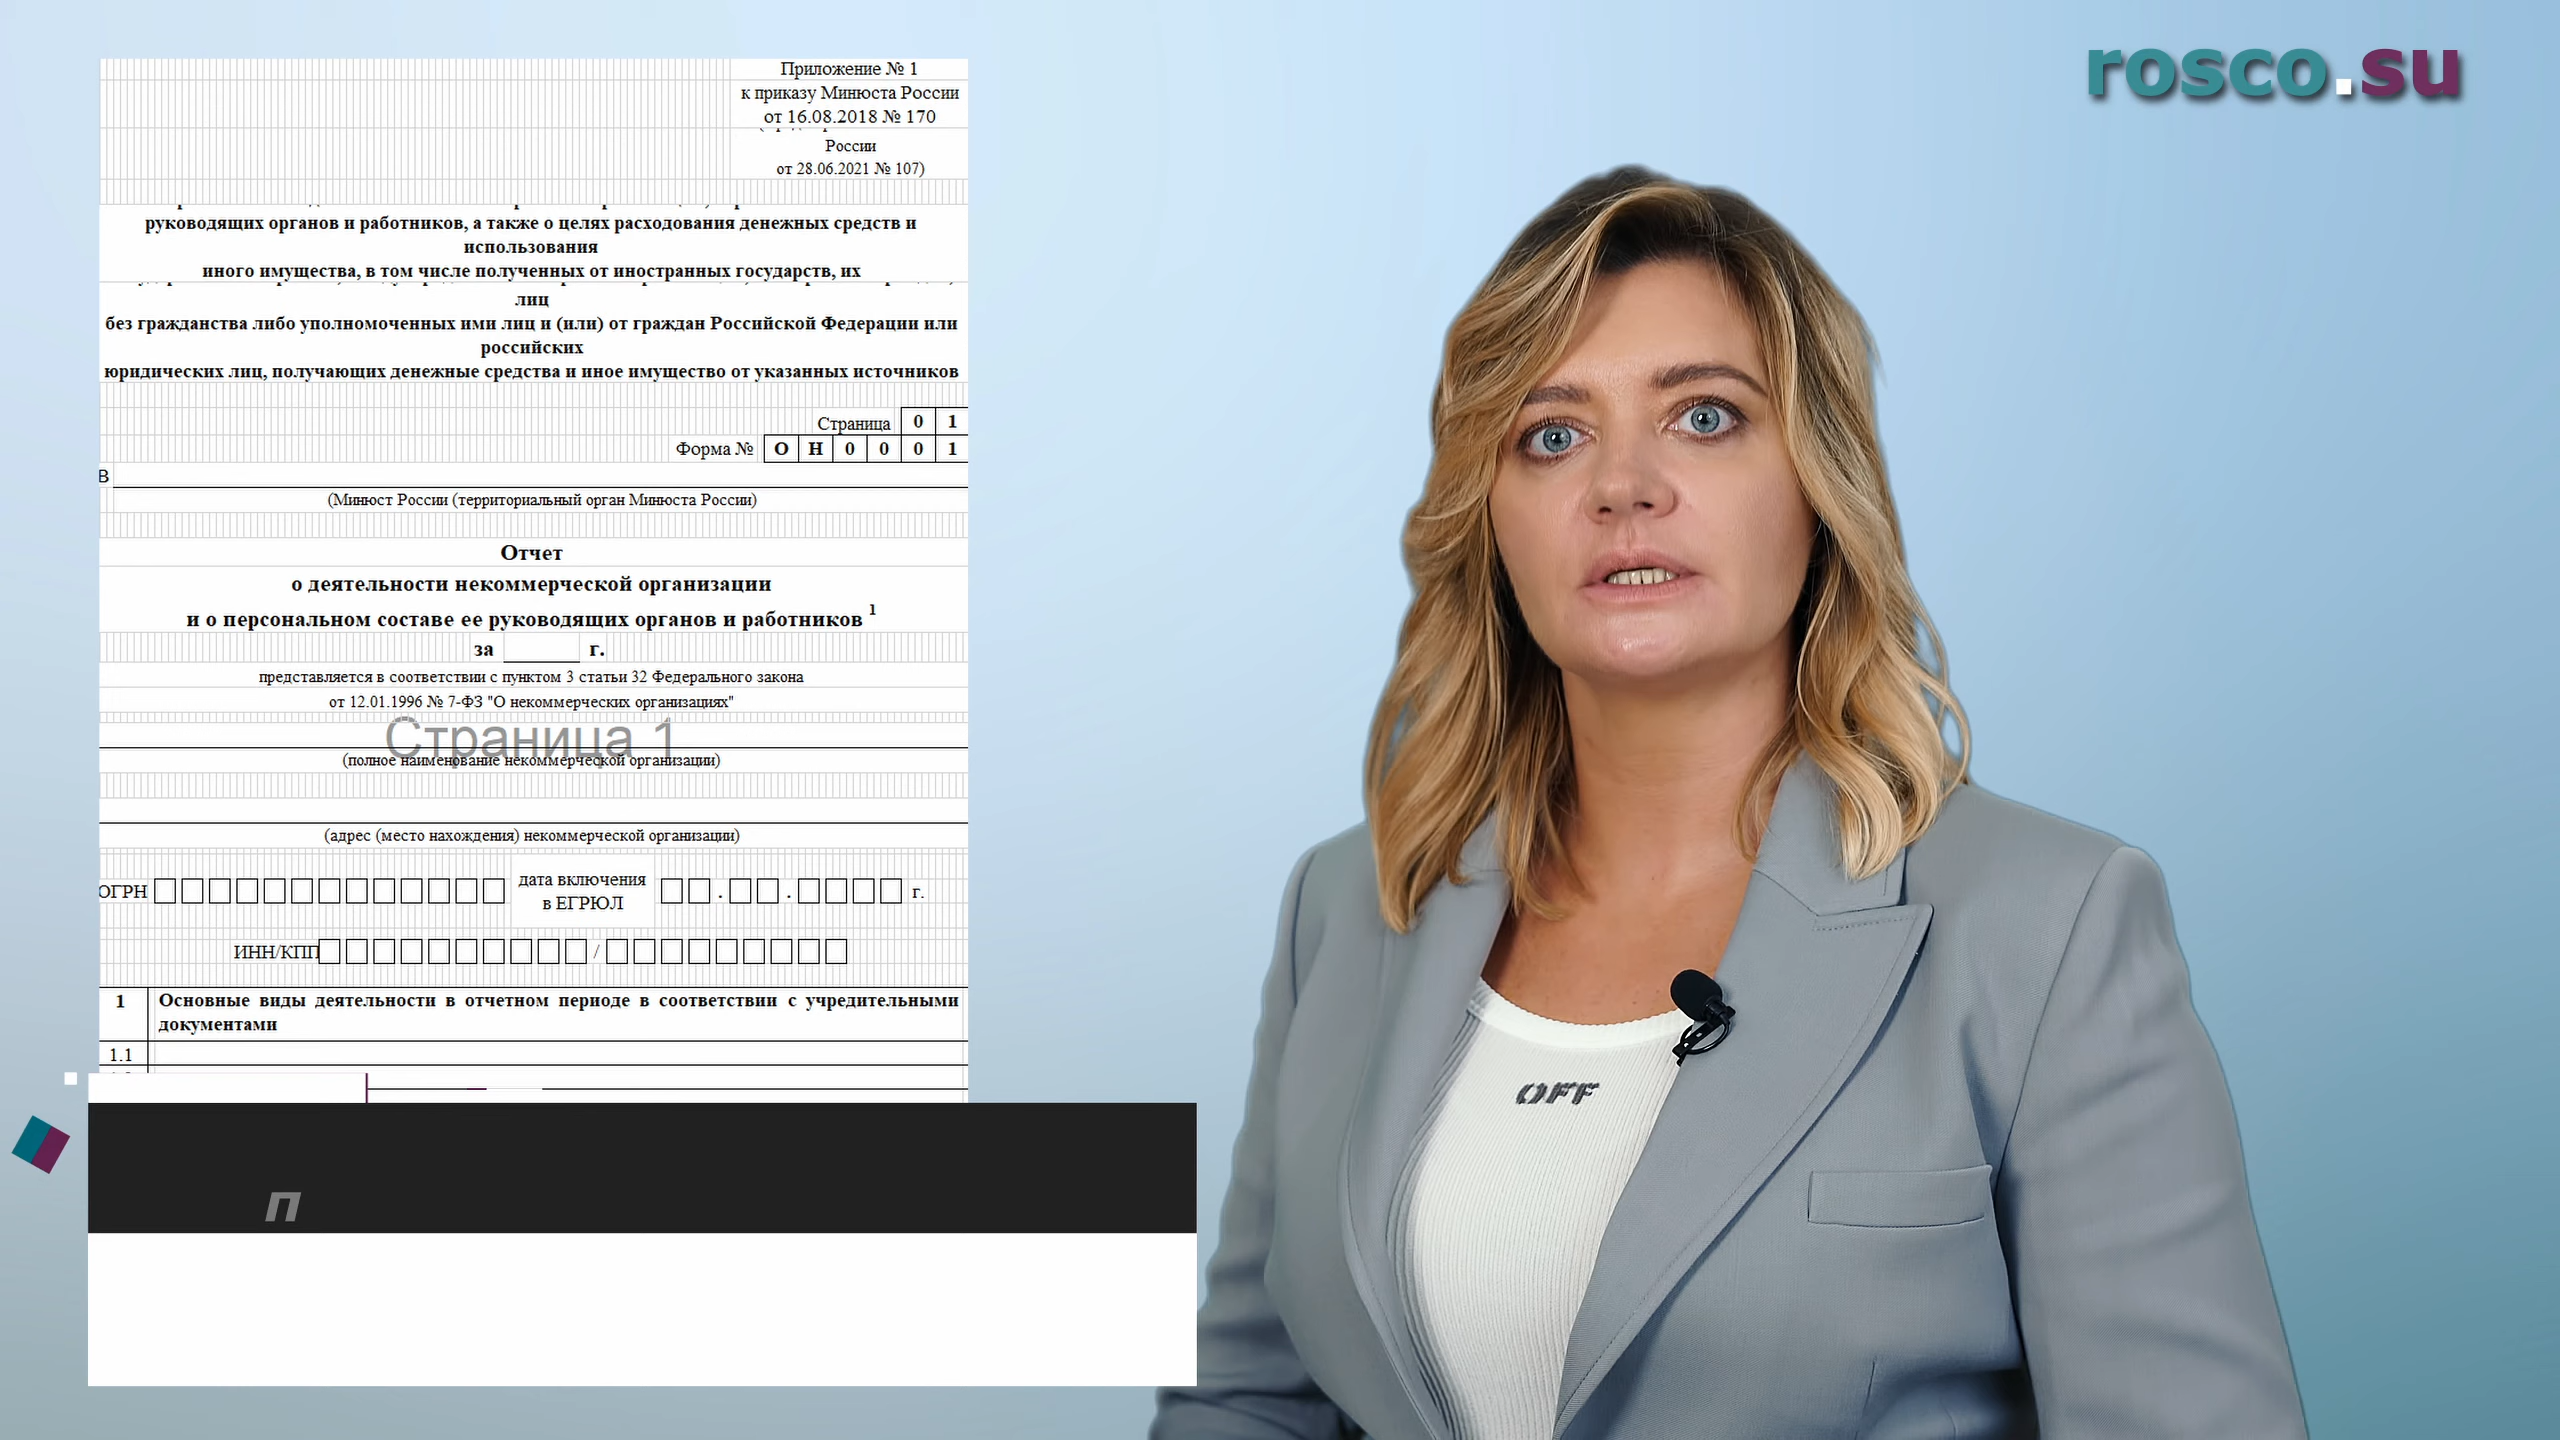 rosco.su
Приложение № 1
к приказу Минюста России
от 16.08.2018 № 170
России
от 28.06.2021 № 107)
руководящих органов и работников, а также о целях расходования денежных средств и
использования
иного имущества, в том числе полученных от иностранных государств, их
лиц
без гражданства либо уполномоченных ими лиц и (или) от граждан Российской Федерации или
российских
юридических лиц, получающих денежные средства и иное имущество от указанных источников
Страница 0 1
Форма № О Н 0 0 0 1
В
(Минюст России (территориальный орган Минюста России)
Отчет
о деятельности некоммерческой организации
и о персональном составе ее руководящих органов и работников 1
за г.
представляется в соответствии с пунктом 3 статьи 32 Федерального закона
от 12.01.1996 № 7-ФЗ "О некоммерческих организациях"
Страница 1
(полное наименование некоммерческой организации)
(адрес (место нахождения) некоммерческой организации)
ОГРН дата включения . . г.
в ЕГРЮЛ
ИНН/КПП /
1 Основные виды деятельности в отчетном периоде в соответствии с учредительными
документами
1.1
п
OFF